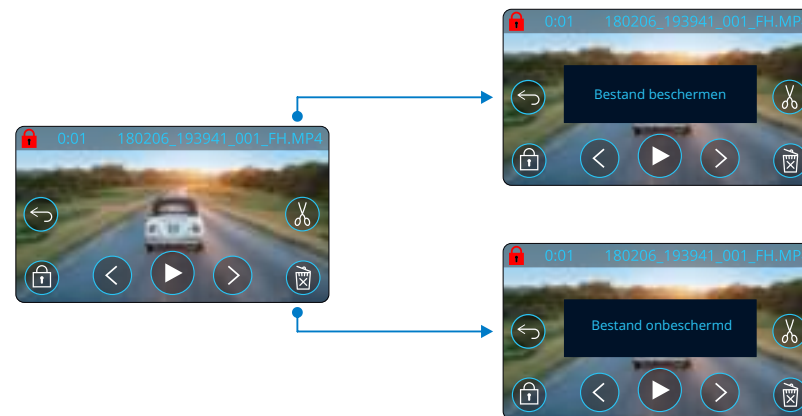 0:01 180206_193941_001_FH.MP4
0:01 180206_193941_001_FH.MP
Bestand beschermen
0:01 180206_193941_001_FH.MP
Bestand onbeschermd